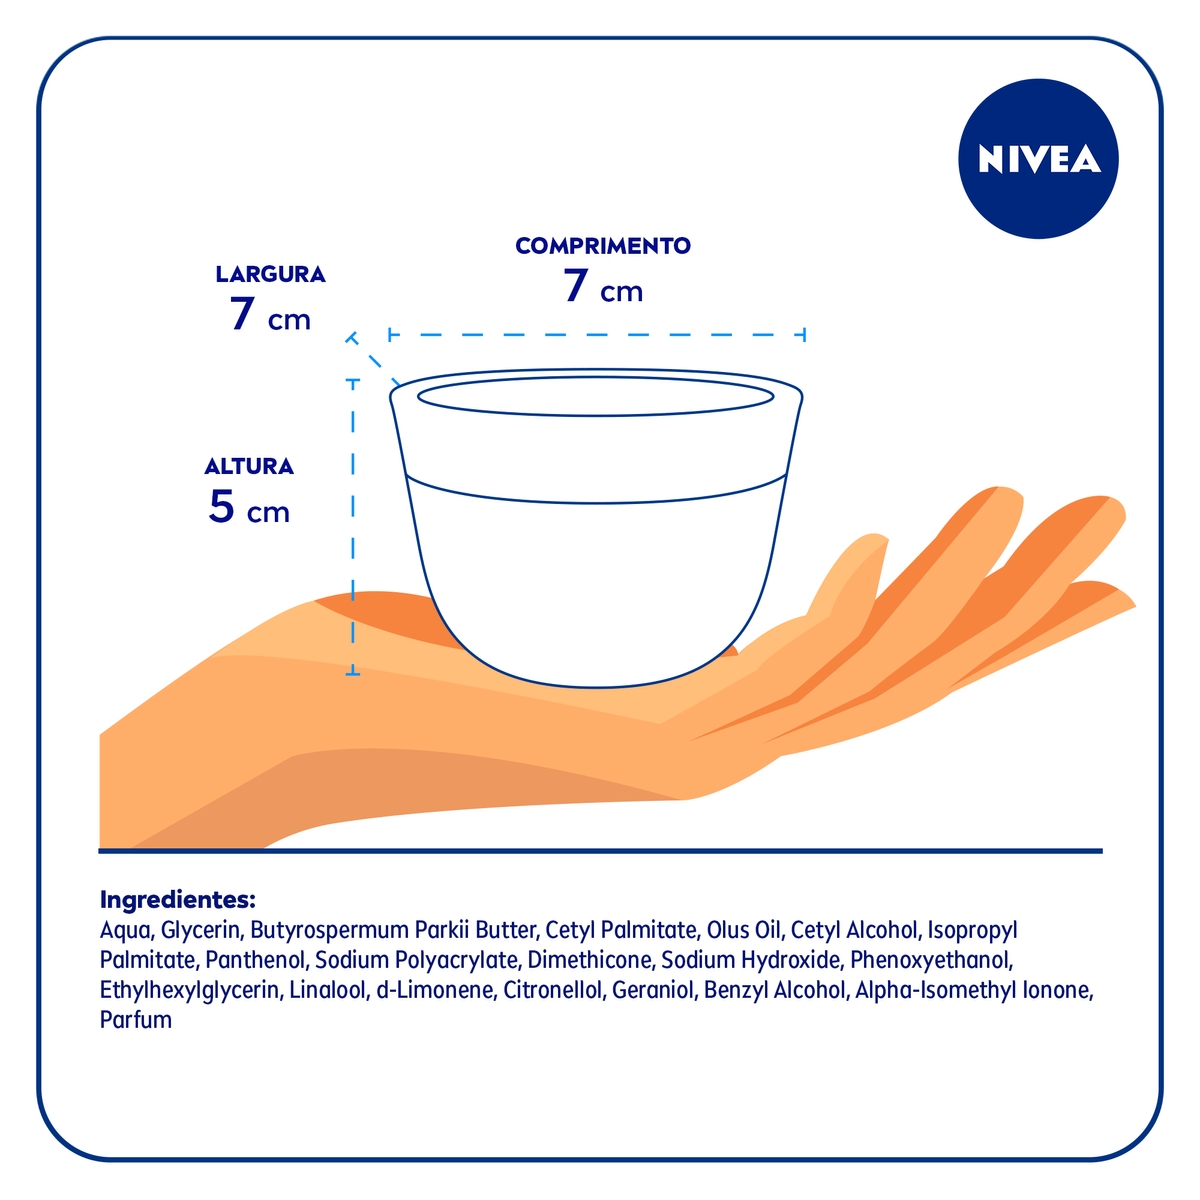 NIVEA
COMPRIMENTO
7 cm
LARGURA
7 cm
ALTURA
5 cm
Ingredientes:
Aqua, Glycerin, Butyrospermum Parkii Butter, Cetyl Palmitate, Olus Oil, Cetyl Alcohol, Isopropyl
Palmitate, Panthenol, Sodium Polyacrylate, Dimethicone, Sodium Hydroxide, Phenoxyethanol,
Ethylhexylglycerin, Linalool, d-Limonene, Citronellol, Geraniol, Benzyl Alcohol, Alpha-Isomethyl Ionone,
Parfum